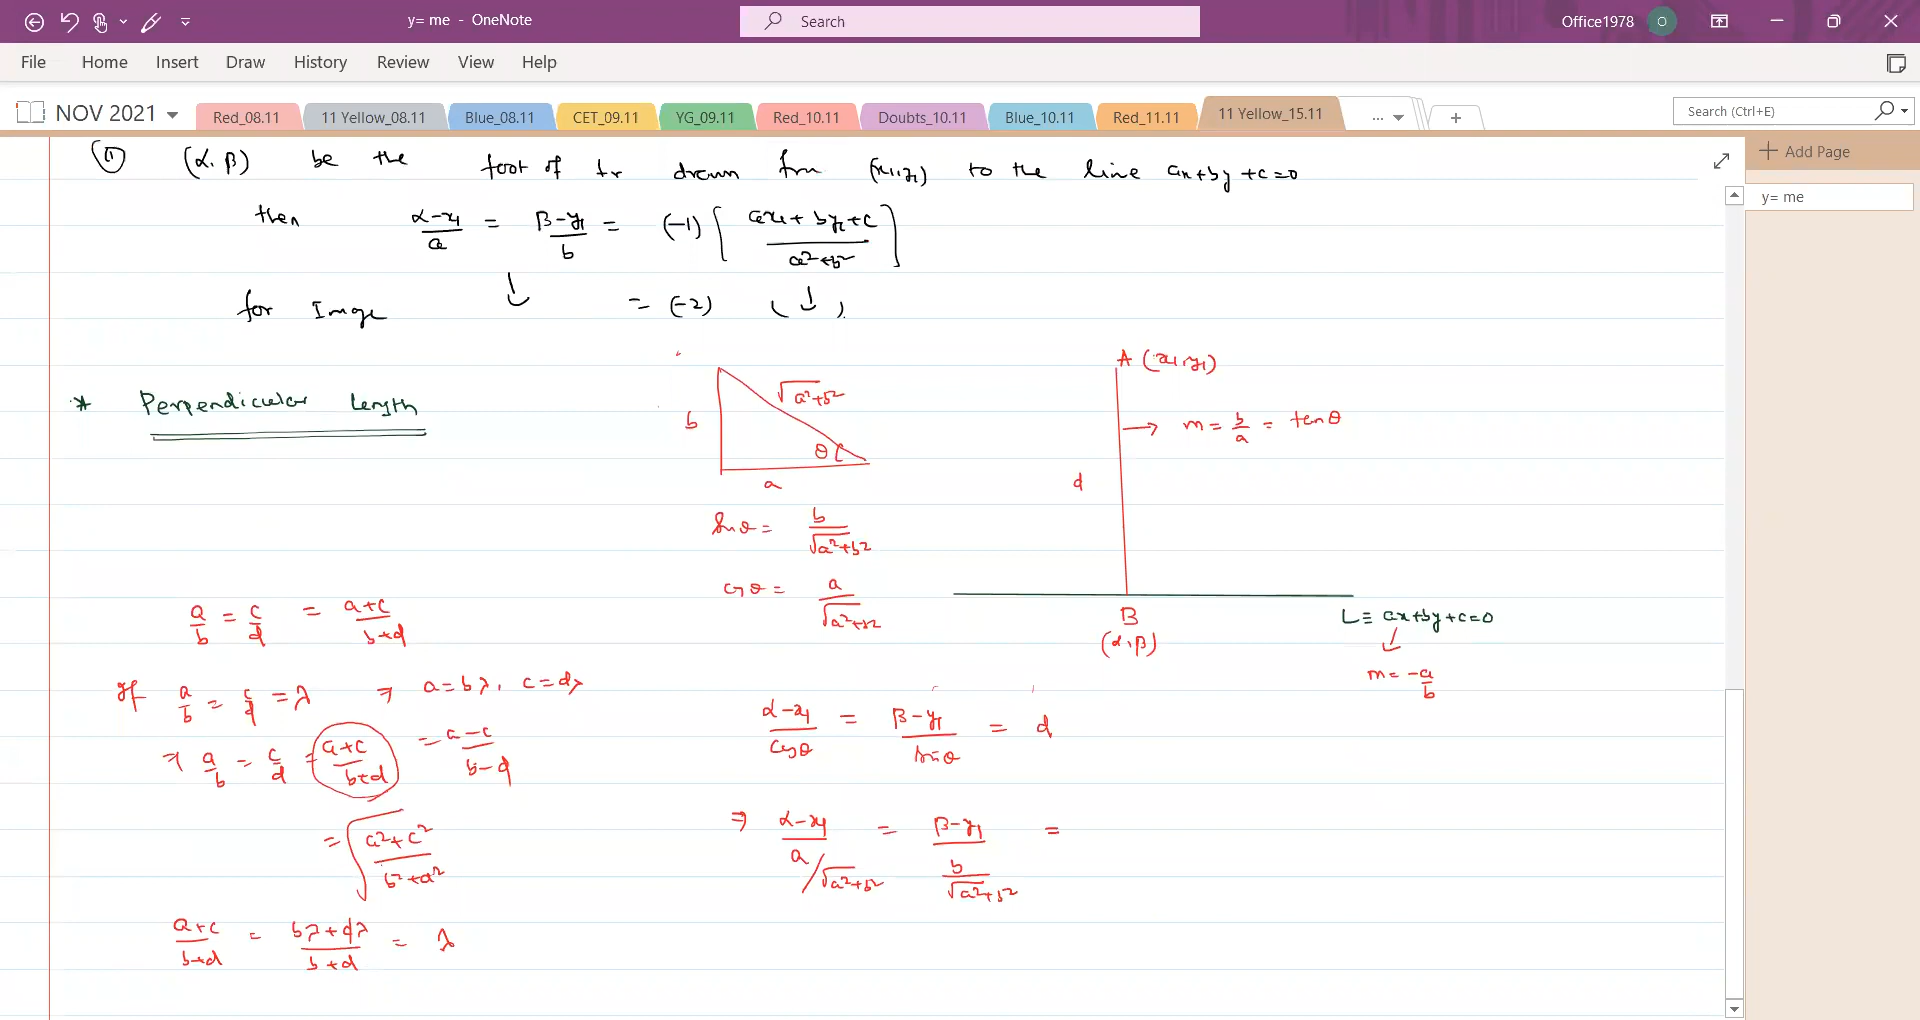 y= me - OneNote
Search
Office1978
O
File Home Insert Draw History Review View Help
NOV 2021
Red_08.11 11 Yellow_08.11 Blue_08.11 CET_09.11 YG_09.11 Red_10.11 Doubts_10.11 Blue_10.11 Red_11.11 11 Yellow_15.11 ... +
Search (Ctrl+E)
Add Page
y= me
① (α, β) be the foot of ⊥r drawn from (x₁, y₁) to the line ax+by+c=0
then (α-x₁)/a = (β-y₁)/b = (-1) [(ax₁+by₁+c)/(a²+b²)]
for Image ↓ = (-2) (↓)
* Perpendicular length
b
√a²+b²
θ
a
sinθ = b/√a²+b²
cosθ = a/√a²+b²
A (x₁, y₁)
→ m = b/a = tanθ
d
B
(α, β)
L ≡ ax+by+c=0
m = -a/b
a/b = c/d = (a+c)/(b+d)
If a/b = c/d = λ ⇒ a=bλ, c=dλ
⇒ a/b = c/d = (a+c)/(b+d) = (a-c)/(b-d)
= √(a²+c²)/(b²+d²)
(a+c)/(b+d) = (bλ+dλ)/(b+d) = λ
(α-x₁)/cosθ = (β-y₁)/sinθ = d
⇒ (α-x₁)/(a/√a²+b²) = (β-y₁)/(b/√a²+b²) =